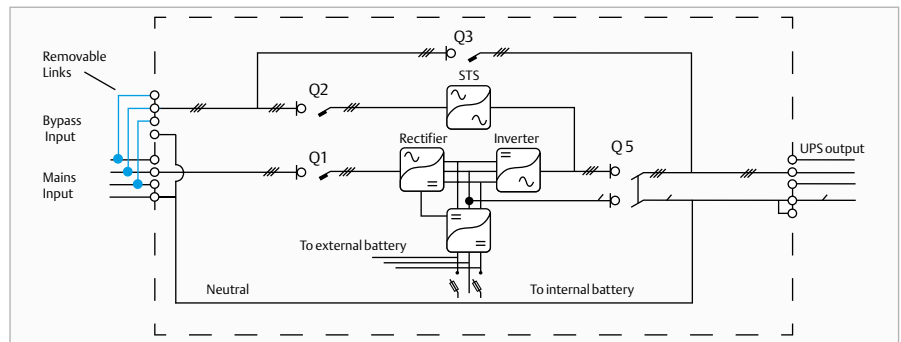 Removable
Links
Bypass
Input
Mains
Input
Q3
Q2
STS
Q1
Rectifier
Inverter
Q 5
UPS output
To external battery
Neutral
To internal battery